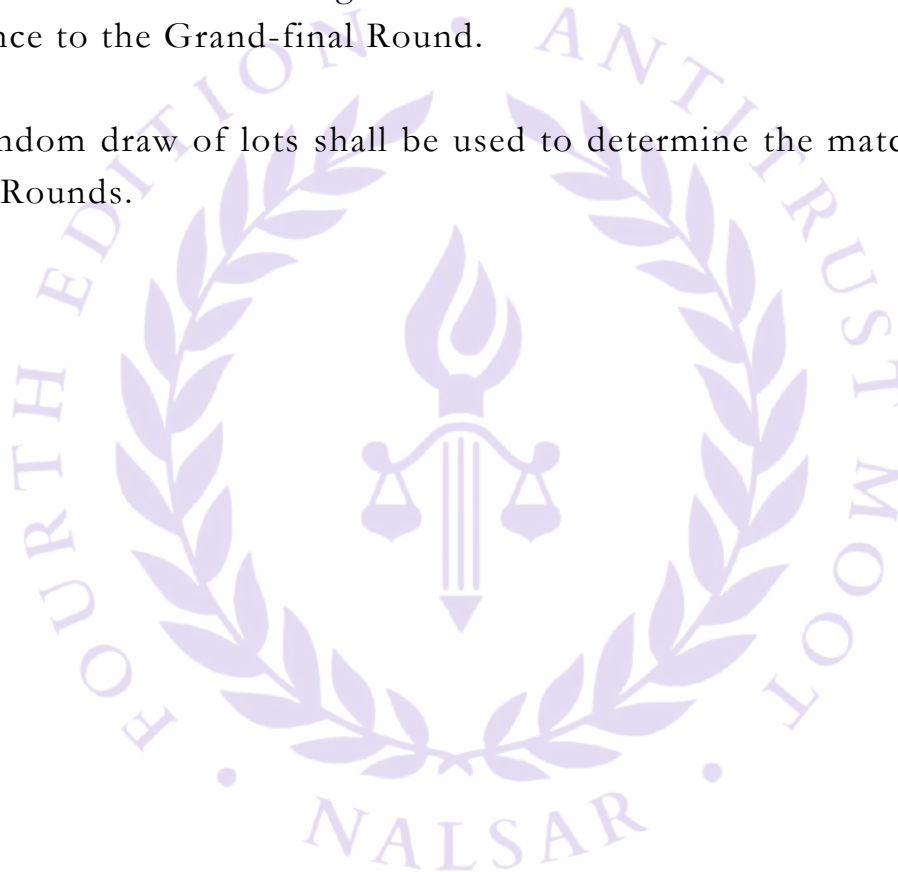 nce to the Grand-final Round.
ndom draw of lots shall be used to determine the
Rounds.
FOURTH EDITION • ANTITRUST MOOT • NALSAR •